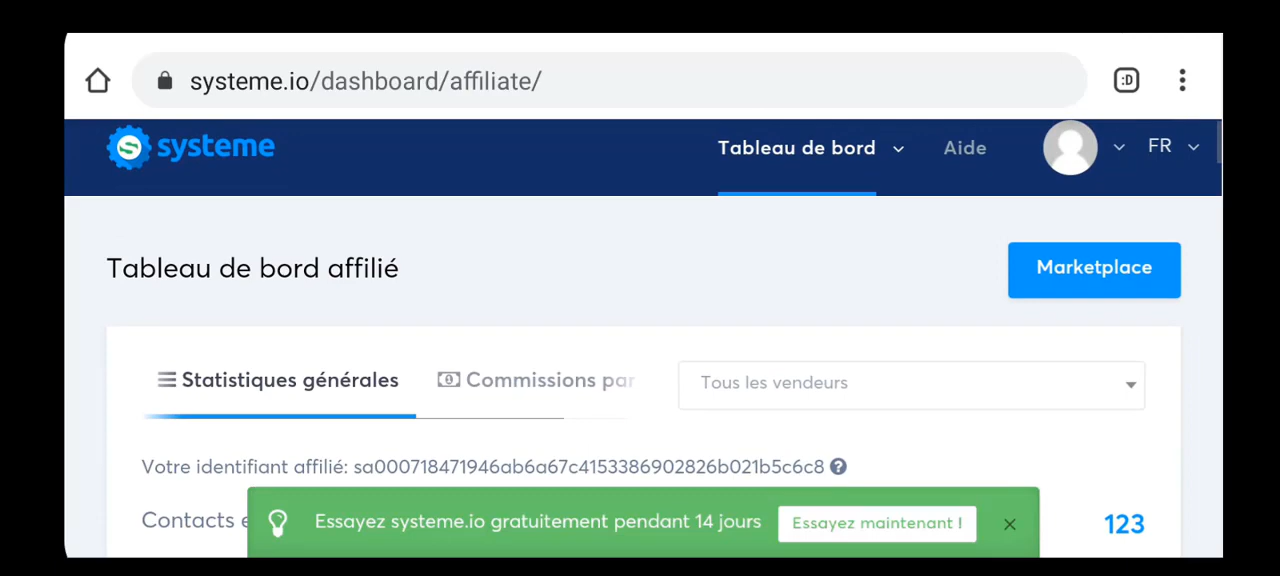 systeme.io/dashboard/affiliate/
:D
systeme
Tableau de bord
Aide
FR
Tableau de bord affilié
Marketplace
Statistiques générales
Commissions par
Tous les vendeurs
Votre identifiant affilié: sa000718471946ab6a67c4153386902826b021b5c6c8
Contacts
Essayez systeme.io gratuitement pendant 14 jours
Essayez maintenant !
123